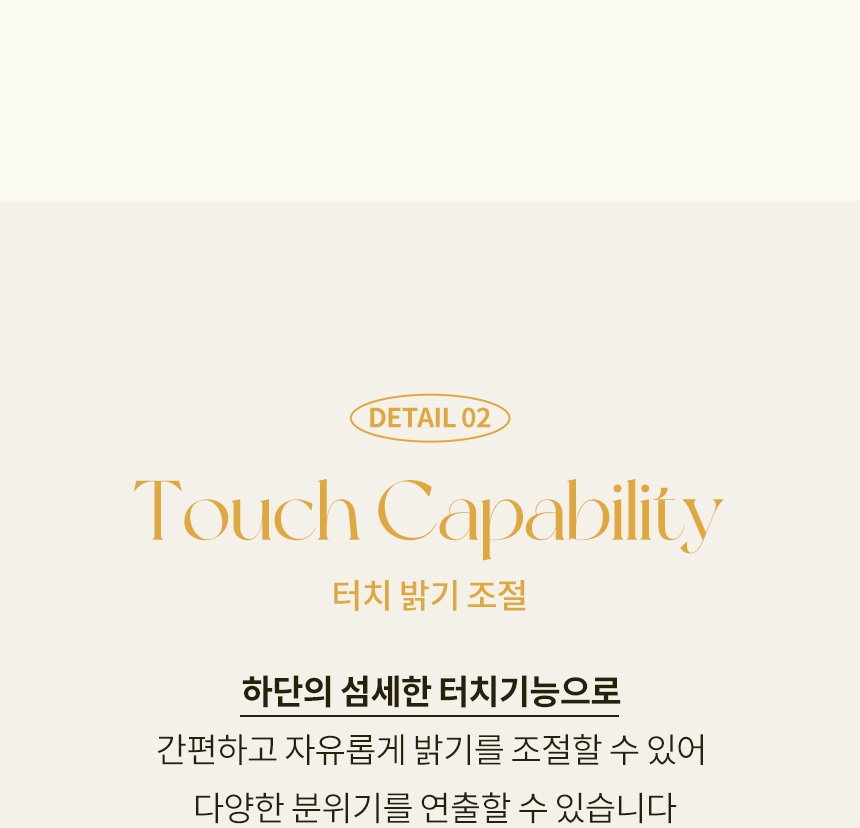 DETAIL 02
Touch Capability
터치 밝기 조절
하단의 섬세한 터치기능으로
간편하고 자유롭게 밝기를 조절할 수 있어
다양한 분위기를 연출할 수 있습니다